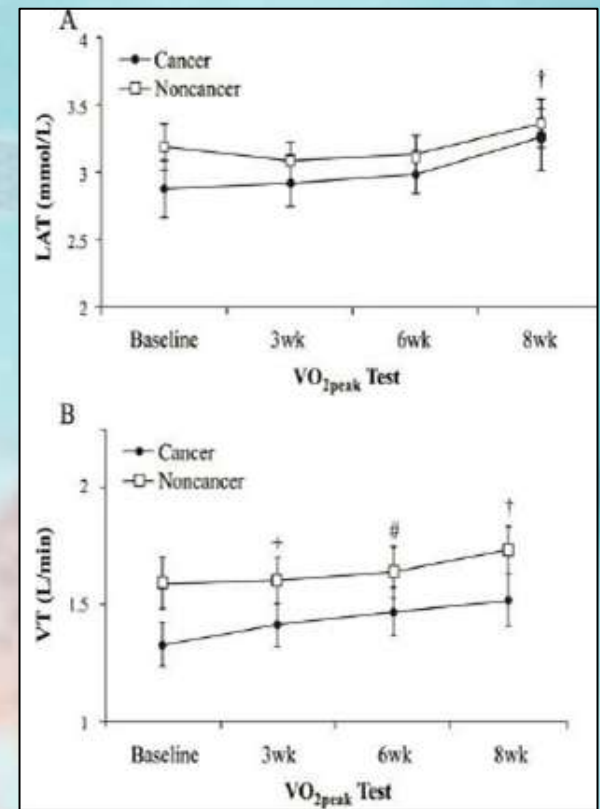 A
4
Cancer
Noncancer
†
3.5
3
2.5
2
LAT (mmol/L)
Baseline 3wk 6wk 8wk
VO2peak Test
B
Cancer
Noncancer
2
+ # †
1.5
1
VT (L/min)
Baseline 3wk 6wk 8wk
VO2peak Test